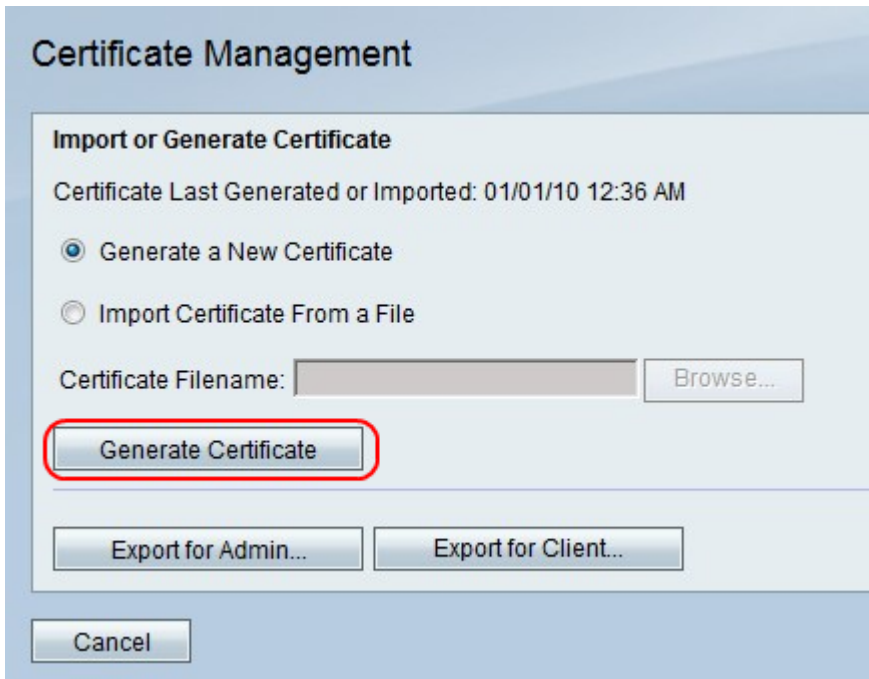 Certificate Management
Import or Generate Certificate
Certificate Last Generated or Imported: 01/01/10 12:36 AM
Generate a New Certificate
Import Certificate From a File
Certificate Filename: Browse...
Generate Certificate
Export for Admin... Export for Client...
Cancel